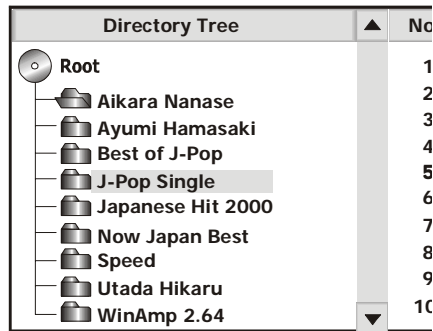 Directory Tree
No
Root
1
Aikara Nanase
2
Ayumi Hamasaki
3
Best of J-Pop
4
J-Pop Single
5
Japanese Hit 2000
6
Now Japan Best
7
Speed
8
Utada Hikaru
9
WinAmp 2.64
10